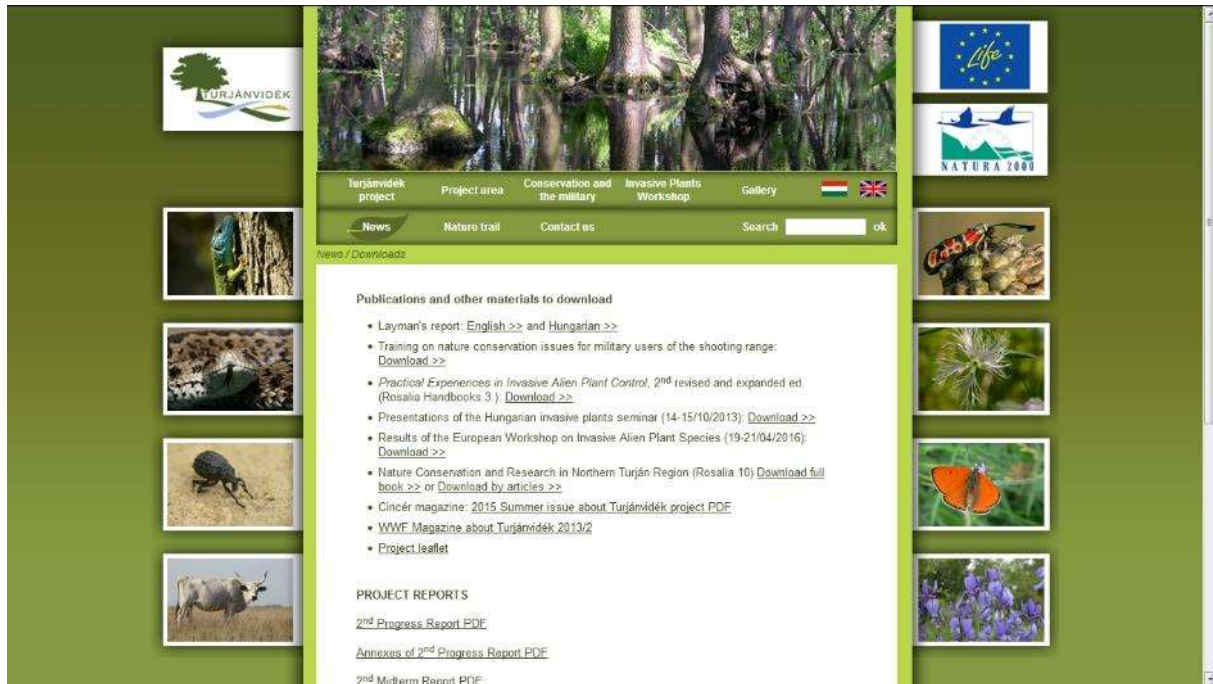 TURJÁNVIDÉK
Life
NATURA 2000
Turjánvidék project
Project area
Conservation and the military
Invasive Plants Workshop
Gallery
News
Nature trail
Contact us
Search
ok
News / Downloads
Publications and other materials to download
• Layman's report: English >> and Hungarian >>
• Training on nature conservation issues for military users of the shooting range:
Download >>
• Practical Experiences in Invasive Alien Plant Control, 2nd revised and expanded ed.
(Rosalia Handbooks 3.): Download >>
• Presentations of the Hungarian invasive plants seminar (14-15/10/2013): Download >>
• Results of the European Workshop on Invasive Alien Plant Species (19-21/04/2016):
Download >>
• Nature Conservation and Research in Northern Turján Region (Rosalia 10) Download full
book >> or Download by articles >>
• Cincér magazine: 2015 Summer issue about Turjánvidék project PDF
• WWF Magazine about Turjánvidék 2013/2
• Project leaflet
PROJECT REPORTS
2nd Progress Report PDF
Annexes of 2nd Progress Report PDF
2nd Midterm Report PDF